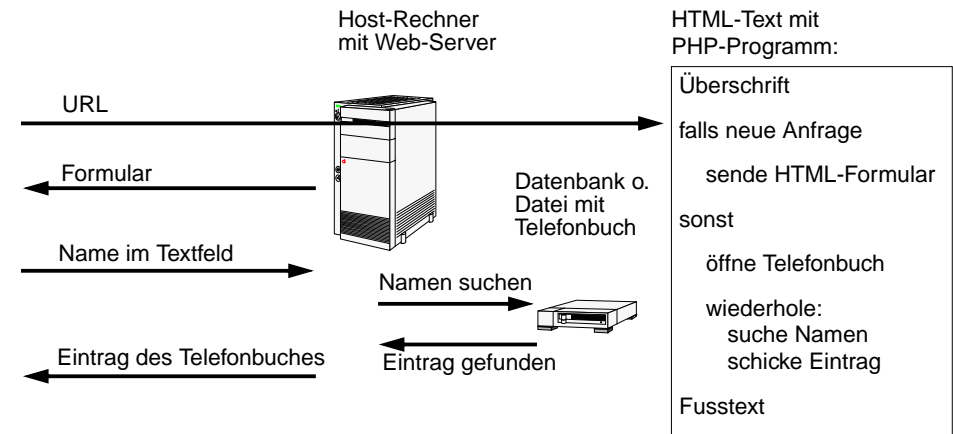 Host-Rechner
mit Web-Server
HTML-Text mit
PHP-Programm:
URL
Formular
Name im Textfeld
Eintrag des Telefonbuches
Datenbank o.
Datei mit
Telefonbuch
Namen suchen
Eintrag gefunden
Überschrift
falls neue Anfrage
sende HTML-Formular
sonst
öffne Telefonbuch
wiederhole:
suche Namen
schicke Eintrag
Fusstext